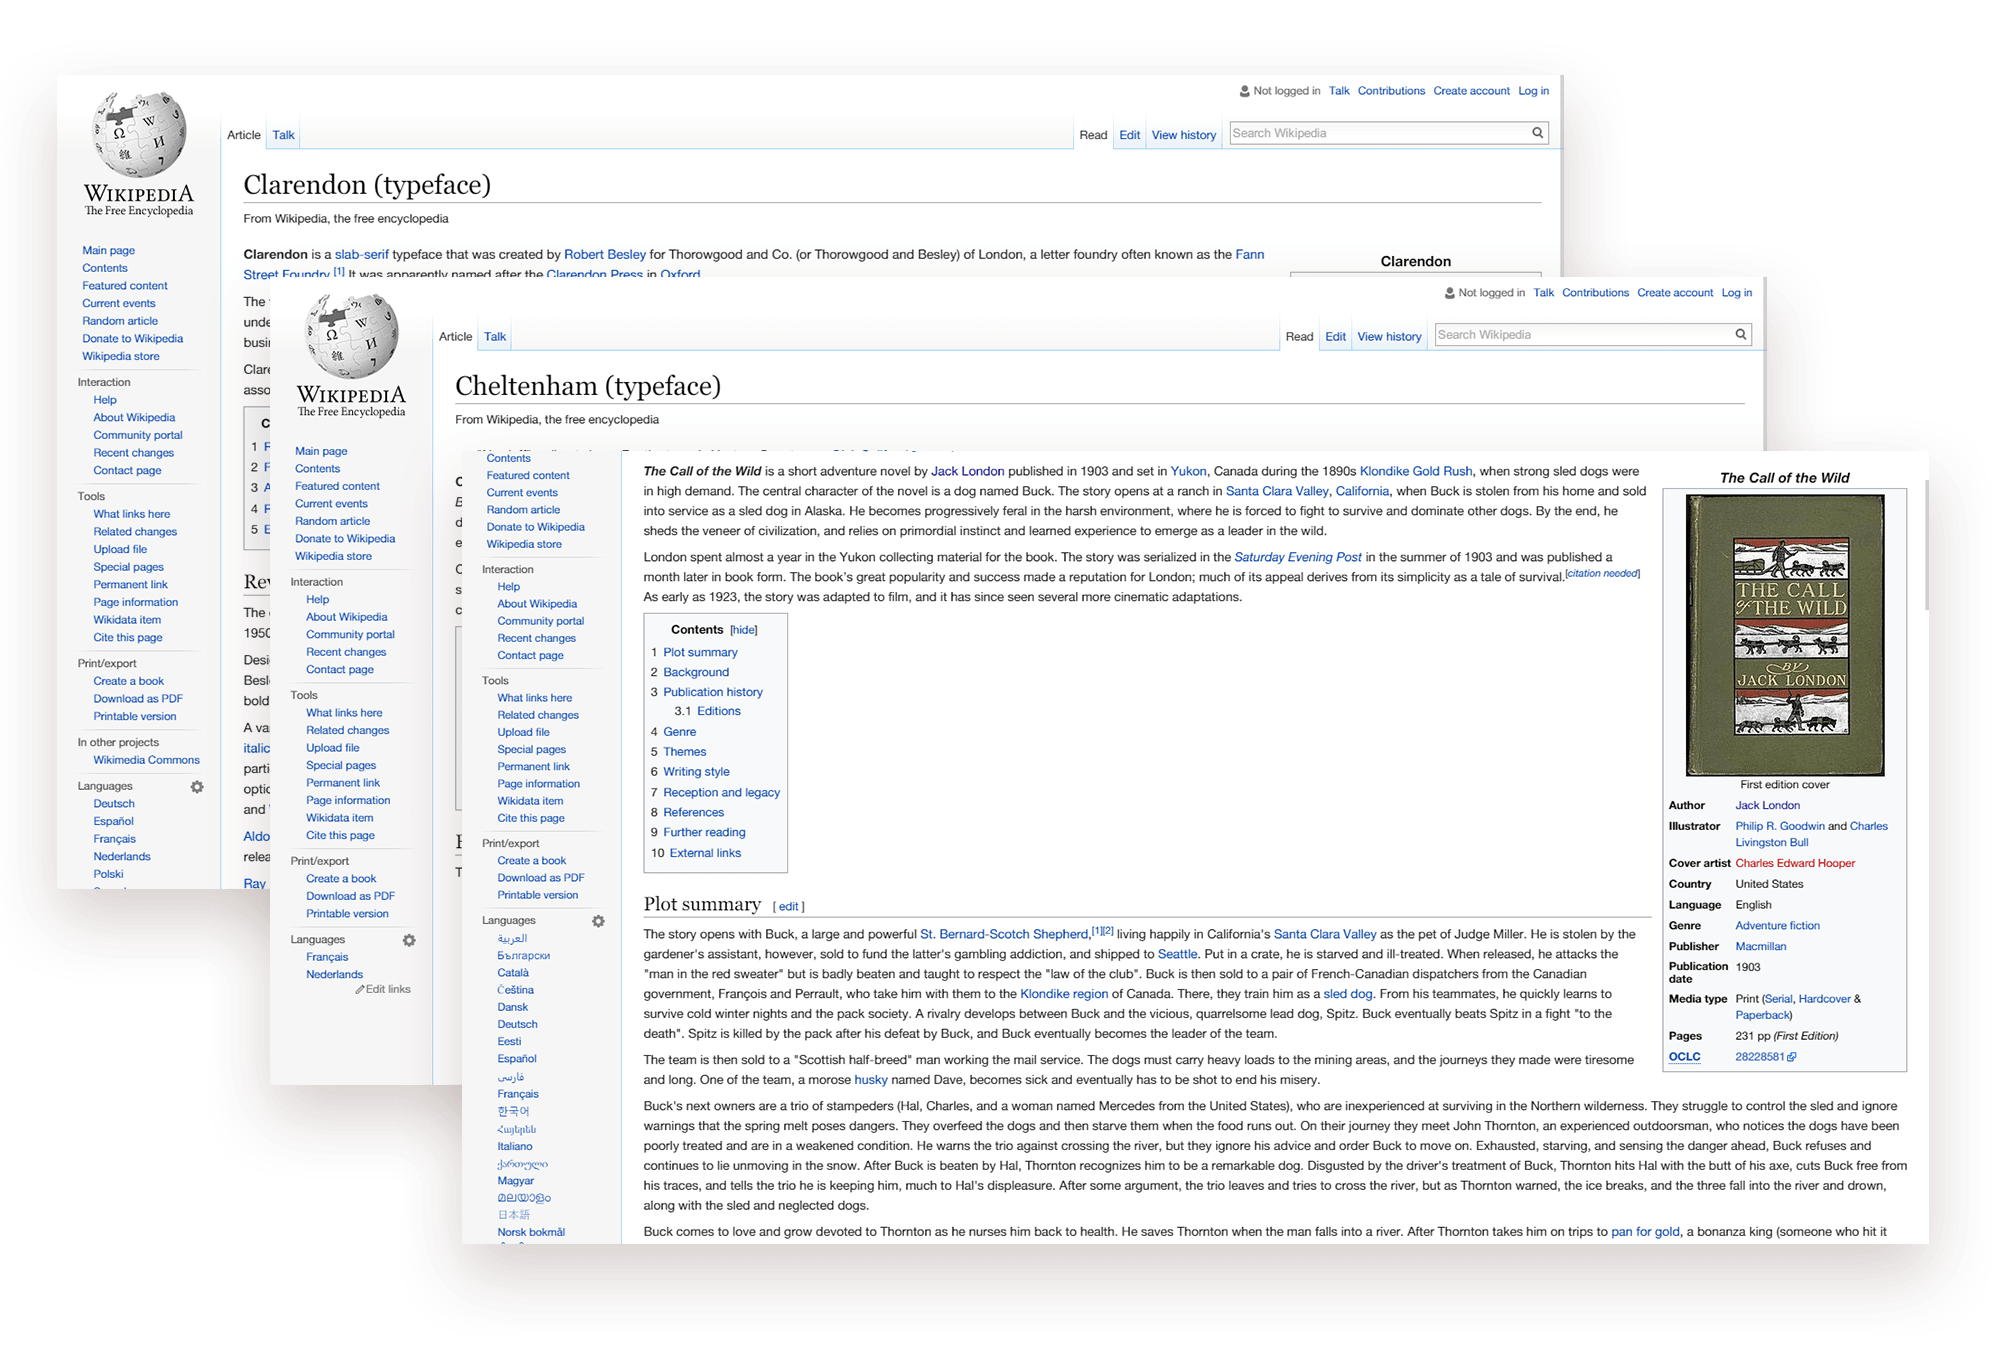 Not logged in Talk Contributions Create account Log in
Article Talk
Read Edit View history Search Wikipedia
WIKIPEDIA
The Free Encyclopedia
Clarendon (typeface)
From Wikipedia, the free encyclopedia
Clarendon is a slab-serif typeface that was created by Robert Besley for Thorowgood and Co. (or Thorowgood and Besley) of London, a letter foundry often known as the Fann
Street Foundry.[1] It was apparently named after the Clarendon Press in Oxford.
Clarendon
Main page
Contents
Featured content
Current events
Random article
Donate to Wikipedia
Wikipedia store
Interaction
Help
About Wikipedia
Community portal
Recent changes
Contact page
Tools
What links here
Related changes
Upload file
Special pages
Permanent link
Page information
Wikidata item
Cite this page
Print/export
Create a book
Download as PDF
Printable version
In other projects
Wikimedia Commons
Languages
Deutsch
Español
Français
Nederlands
Polski
The
1
2
3
4
5
The
1950
A
italic
and
Ray
Not logged in Talk Contributions Create account Log in
Article Talk
Read Edit View history Search Wikipedia
WIKIPEDIA
The Free Encyclopedia
Cheltenham (typeface)
From Wikipedia, the free encyclopedia
Main page
Contents
Featured content
Current events
Random article
Donate to Wikipedia
Wikipedia store
Interaction
Help
About Wikipedia
Community portal
Recent changes
Contact page
Tools
What links here
Related changes
Upload file
Special pages
Permanent link
Page information
Wikidata item
Cite this page
Print/export
Create a book
Download as PDF
Printable version
Languages
Français
Nederlands
Edit links
Contents
Featured content
Current events
Random article
Donate to Wikipedia
Wikipedia store
Interaction
Help
About Wikipedia
Community portal
Recent changes
Contact page
Tools
What links here
Related changes
Upload file
Special pages
Permanent link
Page information
Wikidata item
Cite this page
Print/export
Create a book
Download as PDF
Printable version
Languages
العربية
Български
Català
Čeština
Dansk
Deutsch
Eesti
Español
فارسی
Français
한국어
Հայերեն
Italiano
ქართული
Magyar
മലയാളം
日本語
Norsk bokmål
The Call of the Wild is a short adventure novel by Jack London published in 1903 and set in Yukon, Canada during the 1890s Klondike Gold Rush, when strong sled dogs were
in high demand. The central character of the novel is a dog named Buck. The story opens at a ranch in Santa Clara Valley, California, when Buck is stolen from his home and sold
into service as a sled dog in Alaska. He becomes progressively feral in the harsh environment, where he is forced to fight to survive and dominate other dogs. By the end, he
sheds the veneer of civilization, and relies on primordial instinct and learned experience to emerge as a leader in the wild.
London spent almost a year in the Yukon collecting material for the book. The story was serialized in the Saturday Evening Post in the summer of 1903 and was published a
month later in book form. The book's great popularity and success made a reputation for London; much of its appeal derives from its simplicity as a tale of survival.[citation needed]
As early as 1923, the story was adapted to film, and it has since seen several more cinematic adaptations.
Contents [hide]
1 Plot summary
2 Background
3 Publication history
3.1 Editions
4 Genre
5 Themes
6 Writing style
7 Reception and legacy
8 References
9 Further reading
10 External links
Plot summary [ edit ]
The story opens with Buck, a large and powerful St. Bernard-Scotch Shepherd,[1][2] living happily in California's Santa Clara Valley as the pet of Judge Miller. He is stolen by the
gardener's assistant, however, sold to fund the latter's gambling addiction, and shipped to Seattle. Put in a crate, he is starved and ill-treated. When released, he attacks the
"man in the red sweater" but is badly beaten and taught to respect the "law of the club". Buck is then sold to a pair of French-Canadian dispatchers from the Canadian
government, François and Perrault, who take him with them to the Klondike region of Canada. There, they train him as a sled dog. From his teammates, he quickly learns to
survive cold winter nights and the pack society. A rivalry develops between Buck and the vicious, quarrelsome lead dog, Spitz. Buck eventually beats Spitz in a fight "to the
death". Spitz is killed by the pack after his defeat by Buck, and Buck eventually becomes the leader of the team.
The team is then sold to a "Scottish half-breed" man working the mail service. The dogs must carry heavy loads to the mining areas, and the journeys they made were tiresome
and long. One of the team, a morose husky named Dave, becomes sick and eventually has to be shot to end his misery.
Buck's next owners are a trio of stampeders (Hal, Charles, and a woman named Mercedes from the United States), who are inexperienced at surviving in the Northern wilderness. They struggle to control the sled and ignore
warnings that the spring melt poses dangers. They overfeed the dogs and then starve them when the food runs out. On their journey they meet John Thornton, an experienced outdoorsman, who notices the dogs have been
poorly treated and are in a weakened condition. He warns the trio against crossing the river, but they ignore his advice and order Buck to move on. Exhausted, starving, and sensing the danger ahead, Buck refuses and
continues to lie unmoving in the snow. After Buck is beaten by Hal, Thornton recognizes him to be a remarkable dog. Disgusted by the driver's treatment of Buck, Thornton hits Hal with the butt of his axe, cuts Buck free from
his traces, and tells the trio he is keeping him, much to Hal's displeasure. After some argument, the trio leaves and tries to cross the river, but as Thornton warned, the ice breaks, and the three fall into the river and drown,
along with the sled and neglected dogs.
Buck comes to love and grow devoted to Thornton as he nurses him back to health. He saves Thornton when the man falls into a river. After Thornton takes him on trips to pan for gold, a bonanza king (someone who hit it
The Call of the Wild
THE CALL
of THE WILD
BY
JACK LONDON
First edition cover
Author Jack London
Illustrator Philip R. Goodwin and Charles
Livingston Bull
Cover artist Charles Edward Hooper
Country United States
Language English
Genre Adventure fiction
Publisher Macmillan
Publication 1903
date
Media type Print (Serial, Hardcover &
Paperback)
Pages 231 pp (First Edition)
OCLC 28228581